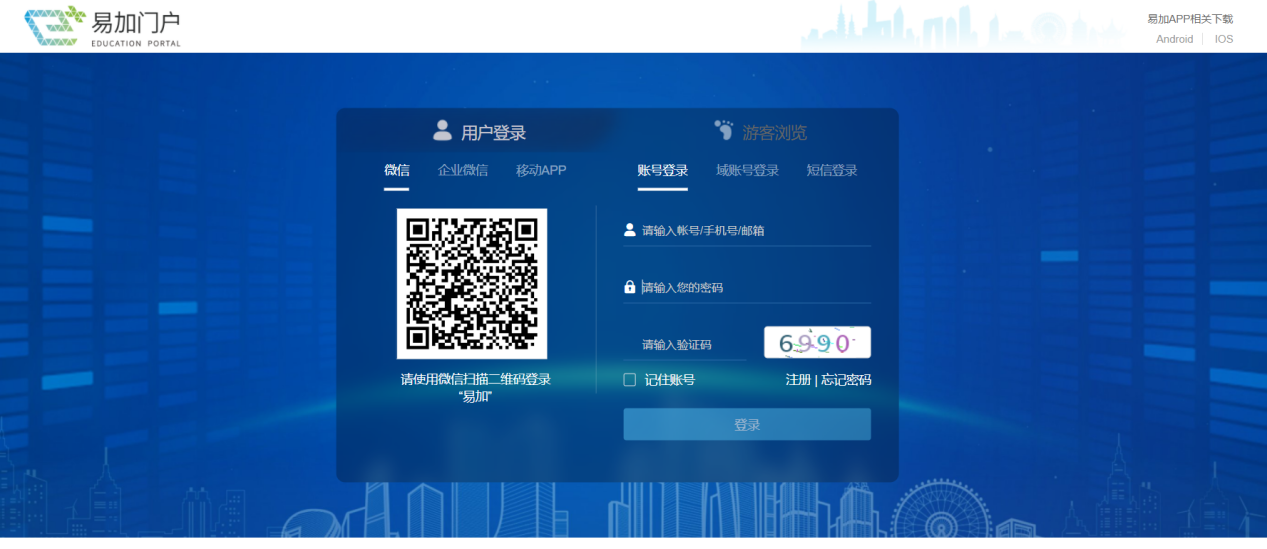 易加门户
EDUCATION PORTAL
易加APP相关下载
Android IOS
用户登录
游客浏览
微信 企业微信 移动APP
账号登录 域账号登录 短信登录
请输入帐号/手机号/邮箱
请输入您的密码
请输入验证码
6990
请使用微信扫描二维码登录
“易加”
记住账号
注册 | 忘记密码
登录